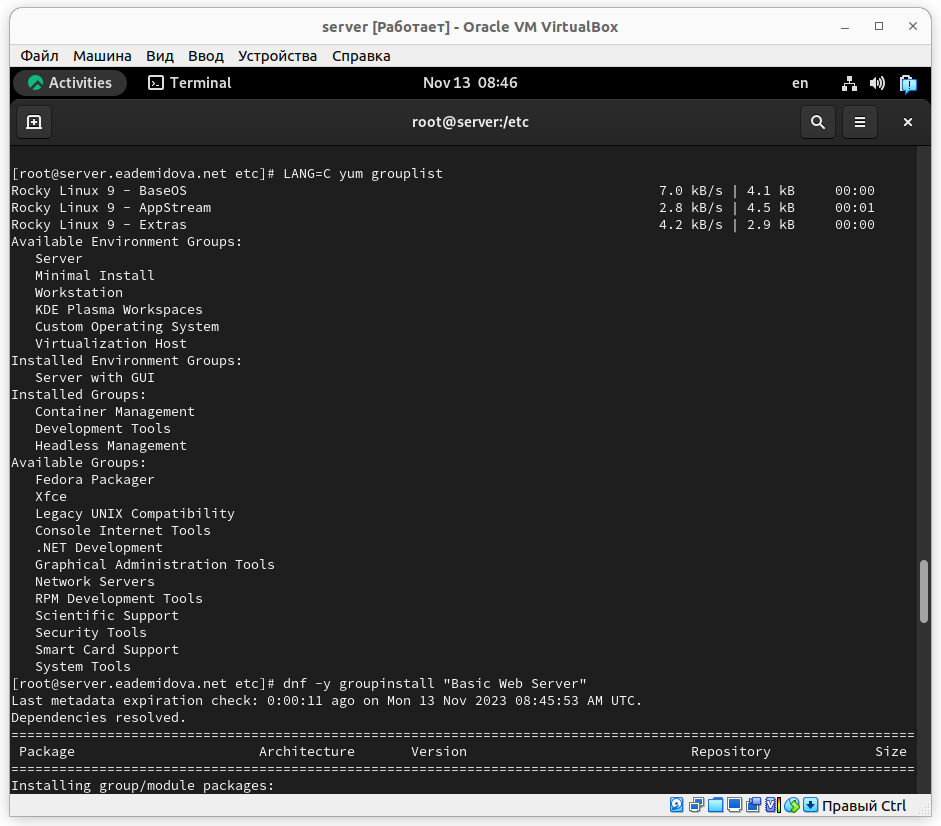 server [Работает] - Oracle VM VirtualBox
Файл Машина Вид Ввод Устройства Справка
Activities Terminal Nov 13 08:46 en
root@server:/etc
[root@server.eademidova.net etc]# LANG=C yum grouplist
Rocky Linux 9 - BaseOS 7.0 kB/s | 4.1 kB 00:00
Rocky Linux 9 - AppStream 2.8 kB/s | 4.5 kB 00:01
Rocky Linux 9 - Extras 4.2 kB/s | 2.9 kB 00:00
Available Environment Groups:
Server
Minimal Install
Workstation
KDE Plasma Workspaces
Custom Operating System
Virtualization Host
Installed Environment Groups:
Server with GUI
Installed Groups:
Container Management
Development Tools
Headless Management
Available Groups:
Fedora Packager
Xfce
Legacy UNIX Compatibility
Console Internet Tools
.NET Development
Graphical Administration Tools
Network Servers
RPM Development Tools
Scientific Support
Security Tools
Smart Card Support
System Tools
[root@server.eademidova.net etc]# dnf -y groupinstall "Basic Web Server"
Last metadata expiration check: 0:00:11 ago on Mon 13 Nov 2023 08:45:53 AM UTC.
Dependencies resolved.
================================================================================
Package Architecture Version Repository Size
================================================================================
Installing group/module packages:
Правый Ctrl